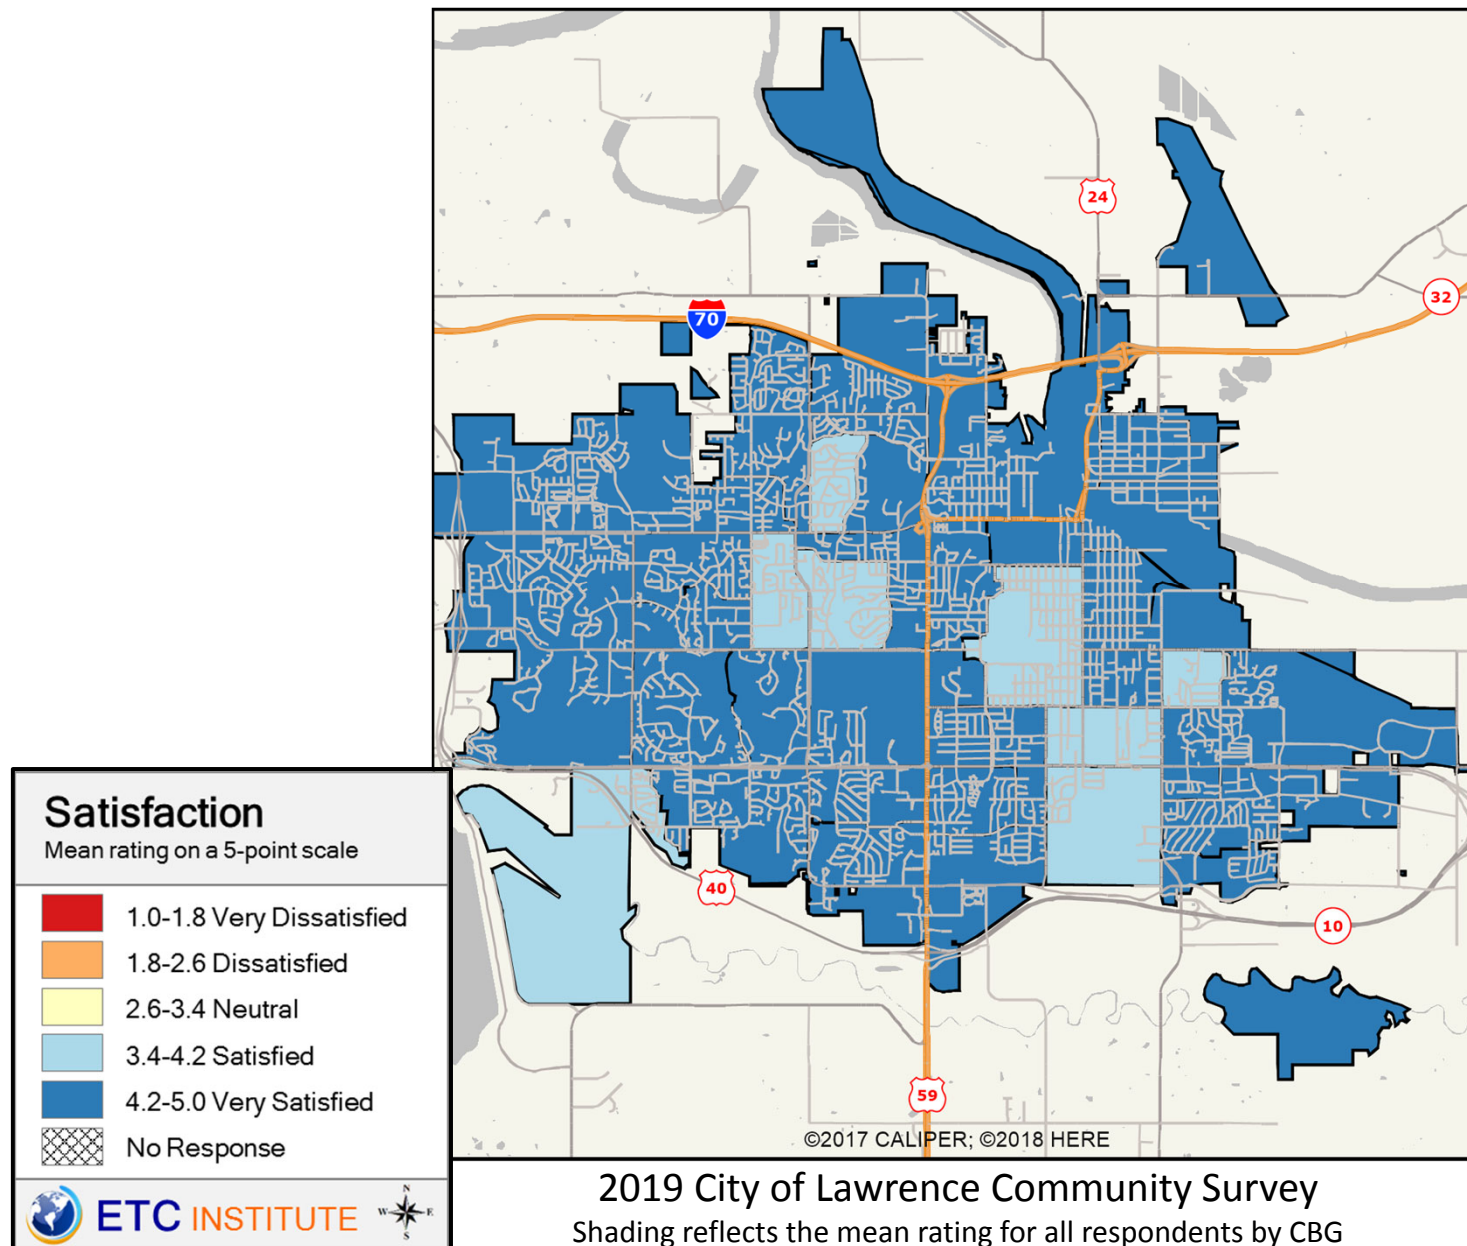 24
32
70
40
10
59
©2017 CALIPER; ©2018 HERE
Satisfaction
Mean rating on a 5-point scale
1.0-1.8 Very Dissatisfied
1.8-2.6 Dissatisfied
2.6-3.4 Neutral
3.4-4.2 Satisfied
4.2-5.0 Very Satisfied
No Response
ETC INSTITUTE
N
W E
S
2019 City of Lawrence Community Survey
Shading reflects the mean rating for all respondents by CBG